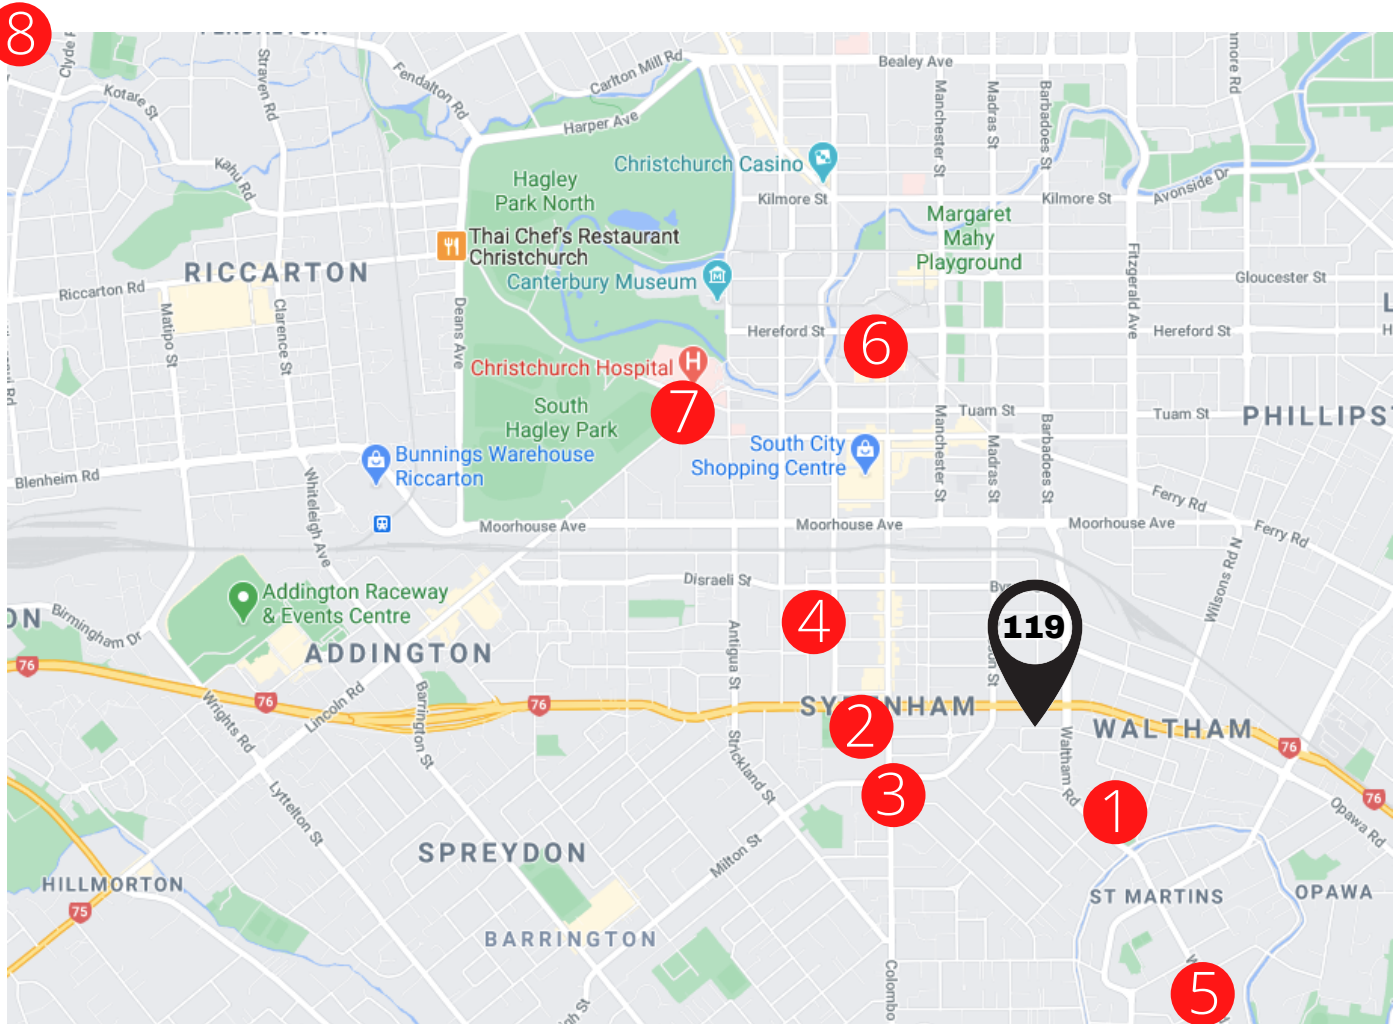 8
Clyde R
Straven Rd
Kotare St
Kahu Rd
Fendalton Rd
Carlton Mill Rd
Harper Ave
Bealey Ave
Manchester St
Madras St
Barbadoes St
Christchurch Casino
Hagley
Park North
Kilmore St
Kilmore St
Avonside Dr
Margaret
Mahy
Playground
Thai Chef's Restaurant
Christchurch
RICCARTON
Canterbury Museum
Riccarton Rd
Matipo St
Clarence St
Deans Ave
Fitzgerald Ave
Gloucester St
Hereford St
Hereford St
6
Christchurch Hospital
H
7
South
Hagley Park
Tuam St
Tuam St
PHILLIPS
Manchester St
Madras St
Barbadoes St
South City
Shopping Centre
Bunnings Warehouse
Riccarton
Blenheim Rd
Whiteleigh Ave
Ferry Rd
Ferry Rd
Moorhouse Ave
Moorhouse Ave
Moorhouse Ave
Wilsons Rd N
Disraeli St
Addington Raceway
& Events Centre
Birmingham Dr
ON
4
119
Antigua St
ADDINGTON
76
76
76
76
76
SY
NHAM
2
WALTHAM
Wrights Rd
Lincoln Rd
Barrington St
Strickland St
Waltham Rd
3
1
Opawa Rd
Lyttelton St
SPREYDON
Milton St
HILLMORTON
75
ST MARTINS
OPAWA
BARRINGTON
Colombo
5